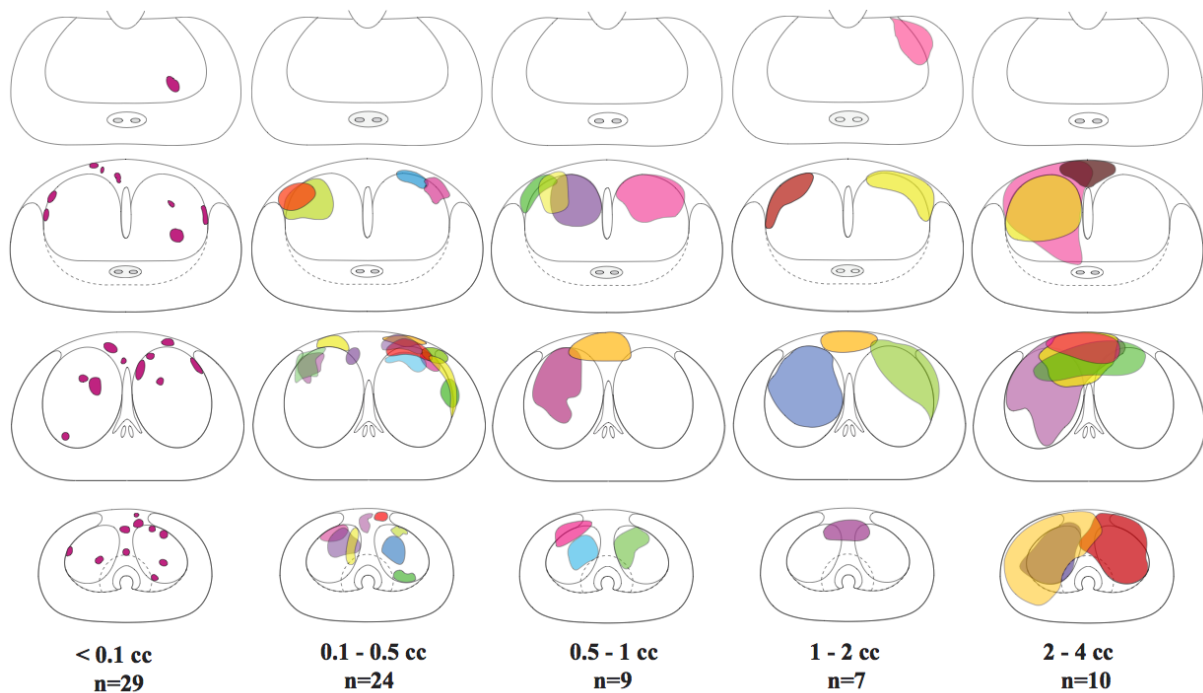 < 0.1 cc
n=29
0.1 - 0.5 cc
n=24
0.5 - 1 cc
n=9
1 - 2 cc
n=7
2 - 4 cc
n=10